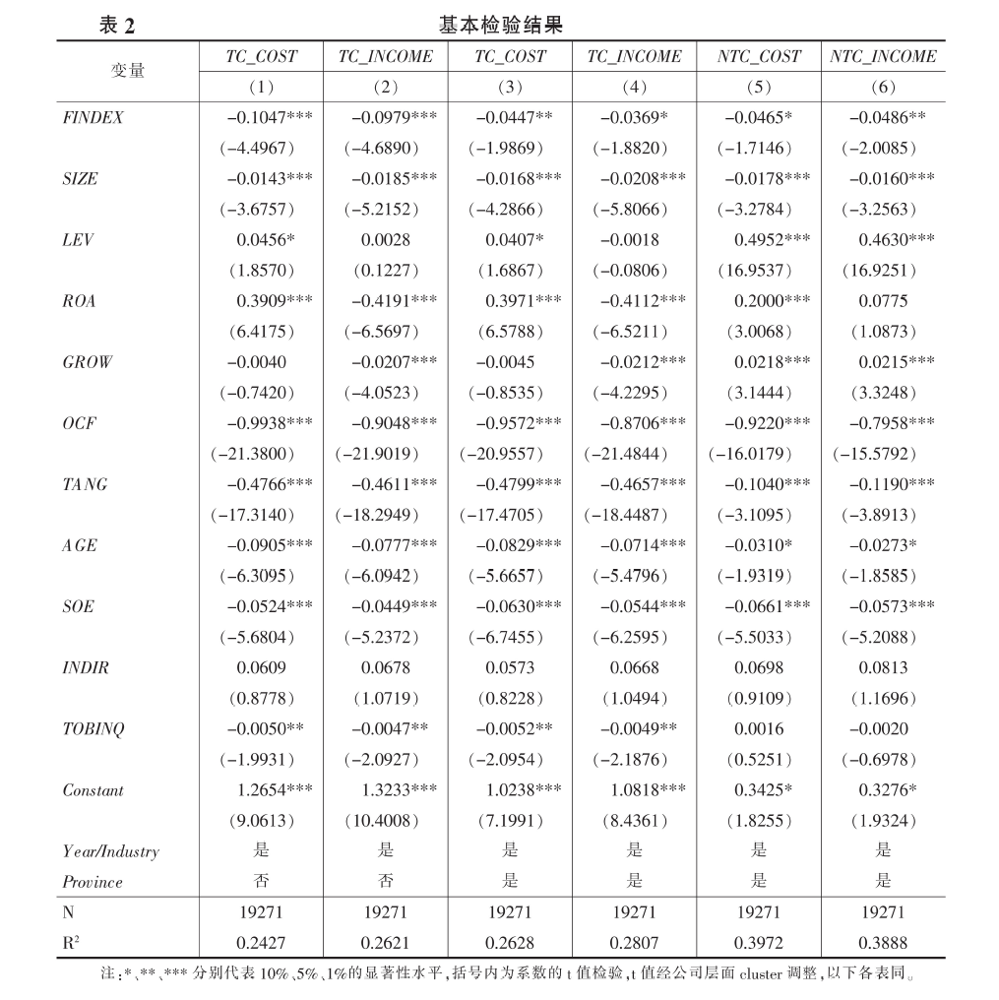 表 2 基本检验结果
变量 TC_COST TC_INCOME TC_COST TC_INCOME NTC_COST NTC_INCOME
(1) (2) (3) (4) (5) (6)
FINDEX −0.1047*** −0.0979*** −0.0447** −0.0369* −0.0465* −0.0486**
(−4.4967) (−4.6890) (−1.9869) (−1.8820) (−1.7146) (−2.0085)
SIZE −0.0143*** −0.0185*** −0.0168*** −0.0208*** −0.0178*** −0.0160***
(−3.6757) (−5.2152) (−4.2866) (−5.8066) (−3.2784) (−3.2563)
LEV 0.0456* 0.0028 0.0407* −0.0018 0.4952*** 0.4630***
(1.8570) (0.1227) (1.6867) (−0.0806) (16.9537) (16.9251)
ROA 0.3909*** −0.4191*** 0.3971*** −0.4112*** 0.2000*** 0.0775
(6.4175) (−6.5697) (6.5788) (−6.5211) (3.0068) (1.0873)
GROW −0.0040 −0.0207*** −0.0045 −0.0212*** 0.0218*** 0.0215***
(−0.7420) (−4.0523) (−0.8535) (−4.2295) (3.1444) (3.3248)
OCF −0.9938*** −0.9048*** −0.9572*** −0.8706*** −0.9220*** −0.7958***
(−21.3800) (−21.9019) (−20.9557) (−21.4844) (−16.0179) (−15.5792)
TANG −0.4766*** −0.4611*** −0.4799*** −0.4657*** −0.1040*** −0.1190***
(−17.3140) (−18.2949) (−17.4705) (−18.4487) (−3.1095) (−3.8913)
AGE −0.0905*** −0.0777*** −0.0829*** −0.0714*** −0.0310* −0.0273*
(−6.3095) (−6.0942) (−5.6657) (−5.4796) (−1.9319) (−1.8585)
SOE −0.0524*** −0.0449*** −0.0630*** −0.0544*** −0.0661*** −0.0573***
(−5.6804) (−5.2372) (−6.7455) (−6.2595) (−5.5033) (−5.2088)
INDIR 0.0609 0.0678 0.0573 0.0668 0.0698 0.0813
(0.8778) (1.0719) (0.8228) (1.0494) (0.9109) (1.1696)
TOBINQ −0.0050** −0.0047** −0.0052** −0.0049** 0.0016 −0.0020
(−1.9931) (−2.0927) (−2.0954) (−2.1876) (0.5251) (−0.6978)
Constant 1.2654*** 1.3233*** 1.0238*** 1.0818*** 0.3425* 0.3276*
(9.0613) (10.4008) (7.1991) (8.4361) (1.8255) (1.9324)
Year/Industry 是 是 是 是 是 是
Province 否 否 是 是 是 是
N 19271 19271 19271 19271 19271 19271
R² 0.2427 0.2621 0.2628 0.2807 0.3972 0.3888
注:*、**、*** 分别代表 10%、5%、1%的显著性水平,括号内为系数的 t 值检验,t 值经公司层面 cluster 调整,以下各表同。